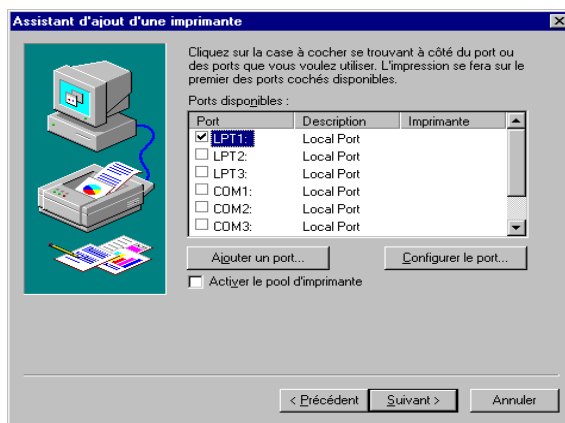 Assistant d'ajout d'une imprimante
Cliquez sur la case à cocher se trouvant à côté du port ou
des ports que vous voulez utiliser. L'impression se fera sur le
premier des ports cochés disponibles.
Ports disponibles :
Port Description Imprimante
LPT1: Local Port
LPT2: Local Port
LPT3: Local Port
COM1: Local Port
COM2: Local Port
COM3: Local Port
Ajouter un port... Configurer le port...
Activer le pool d'imprimante
< Précédent Suivant > Annuler